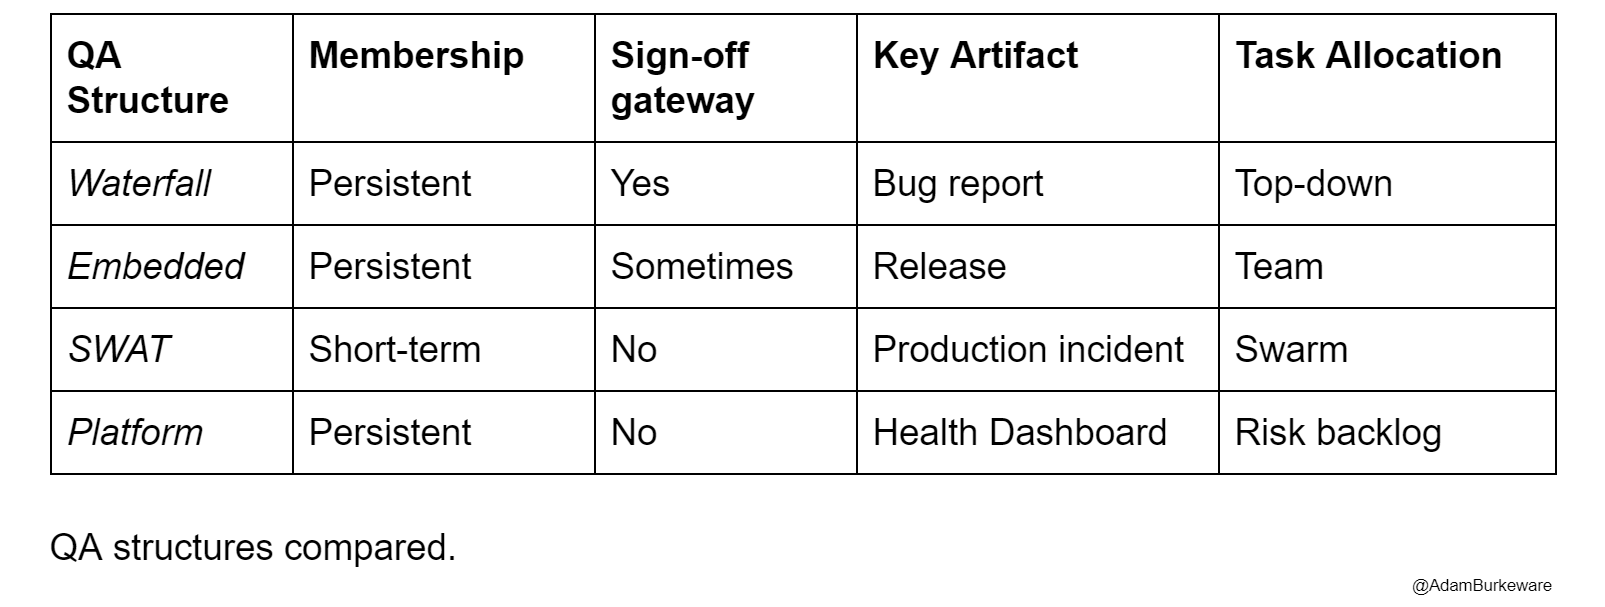 QA Structure Membership Sign-off gateway Key Artifact Task Allocation
Waterfall Persistent Yes Bug report Top-down
Embedded Persistent Sometimes Release Team
SWAT Short-term No Production incident Swarm
Platform Persistent No Health Dashboard Risk backlog
QA structures compared.
@AdamBurkeware